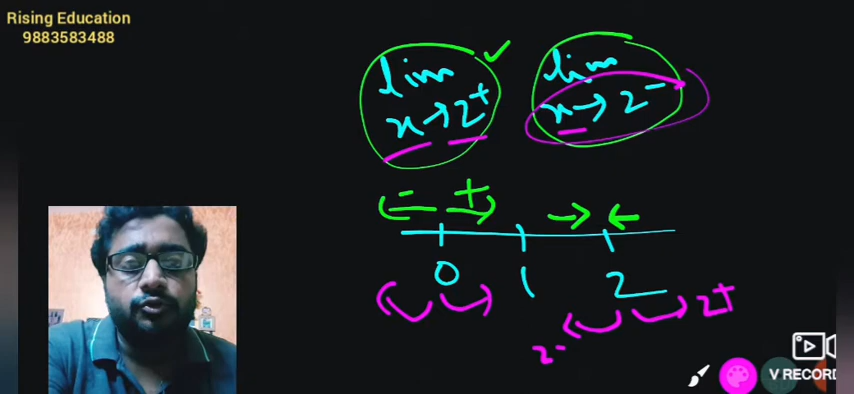 Rising Education
9883583488
lim lim
x→2⁺ x→2⁻
- +
→ ←
0 1 2
2+
2-
V RECORD